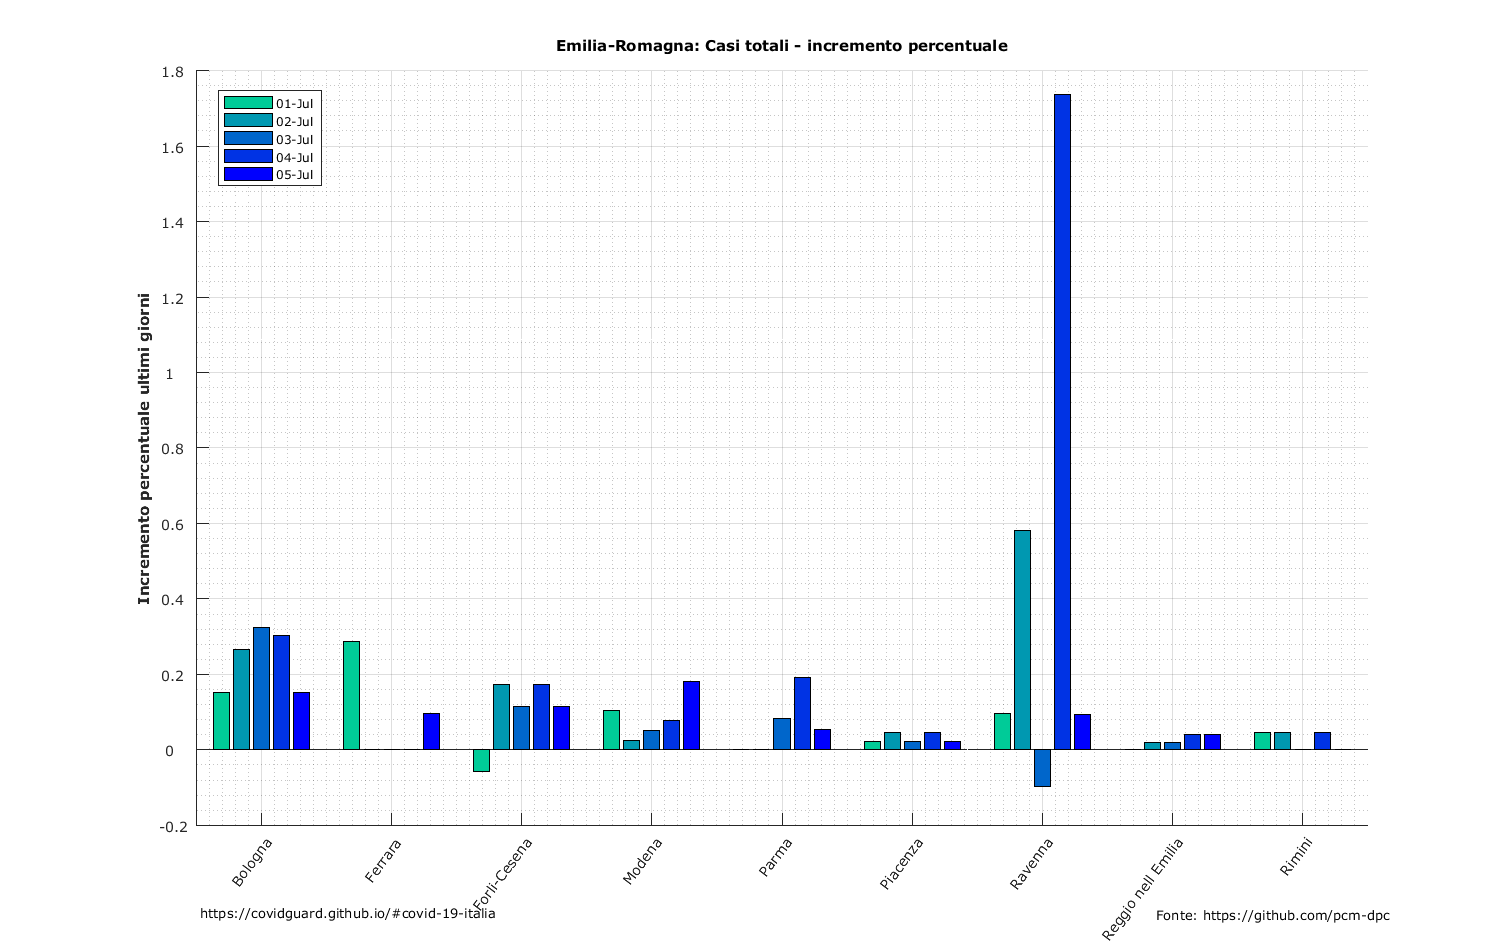 Emilia-Romagna: Casi totali - incremento percentuale
Incremento percentuale ultimi giorni
1.8
1.6
1.4
1.2
1
0.8
0.6
0.4
0.2
0
-0.2
01-Jul
02-Jul
03-Jul
04-Jul
05-Jul
Bologna
Ferrara
Forlì-Cesena
Modena
Parma
Piacenza
Ravenna
Reggio nell Emilia
Rimini
https://covidguard.github.io/#covid-19-italia
Fonte: https://github.com/pcm-dpc